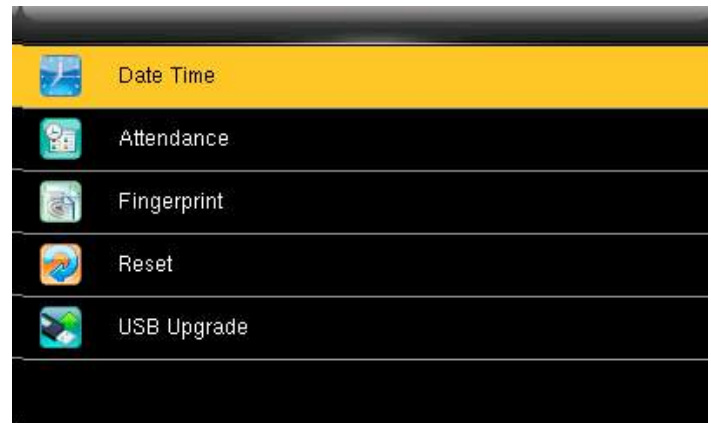 Date Time
Attendance
Fingerprint
Reset
USB Upgrade